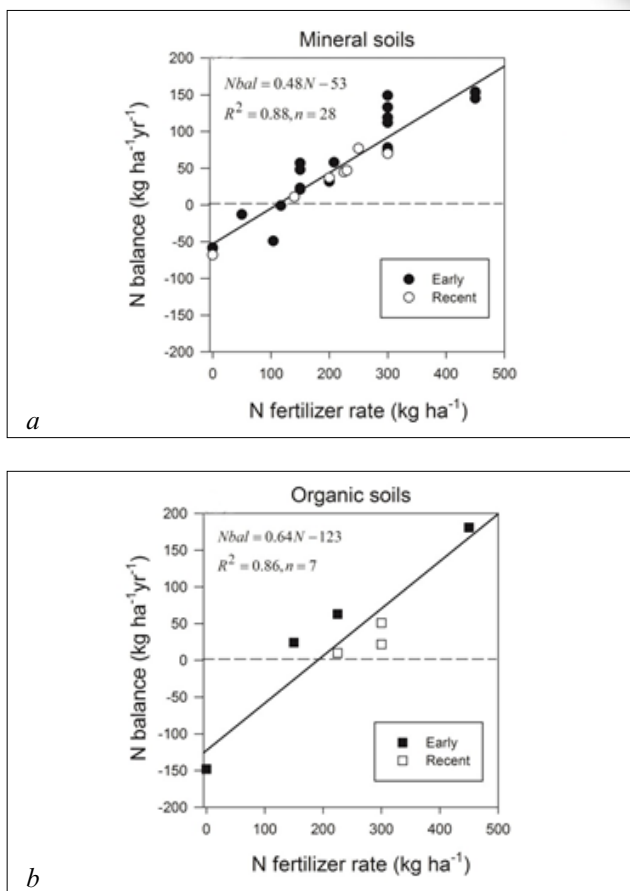 Mineral soils
Nbal = 0.48N – 53
R² = 0.88, n = 28
200
150
100
50
0
-50
-100
-150
-200
N balance (kg ha⁻¹yr⁻¹)
Early
Recent
0 100 200 300 400 500
N fertilizer rate (kg ha⁻¹)
a
Organic soils
Nbal = 0.64N – 123
R² = 0.86, n = 7
200
150
100
50
0
-50
-100
-150
-200
N balance (kg ha⁻¹yr⁻¹)
Early
Recent
0 100 200 300 400 500
N fertilizer rate (kg ha⁻¹)
b